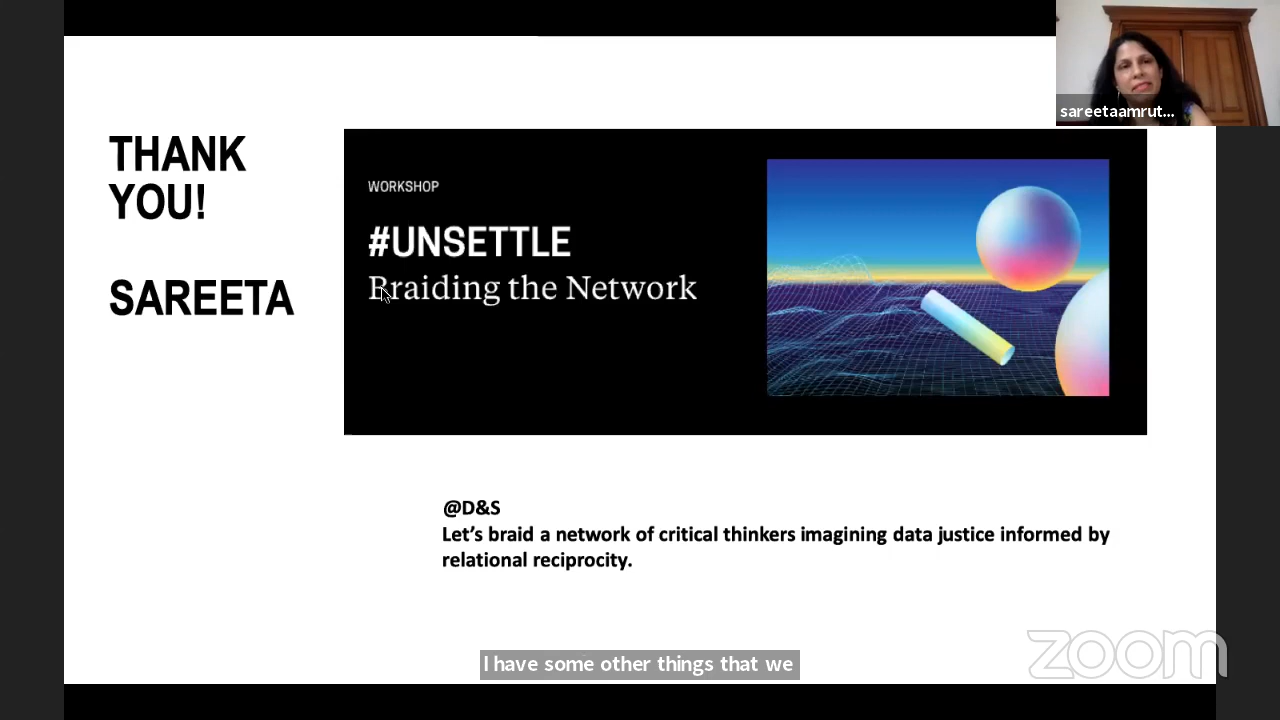 sareetaamrut...
THANK
YOU!
SAREETA
WORKSHOP
#UNSETTLE
Braiding the Network
@D&S
Let’s braid a network of critical thinkers imagining data justice informed by
relational reciprocity.
I have some other things that we
zoom